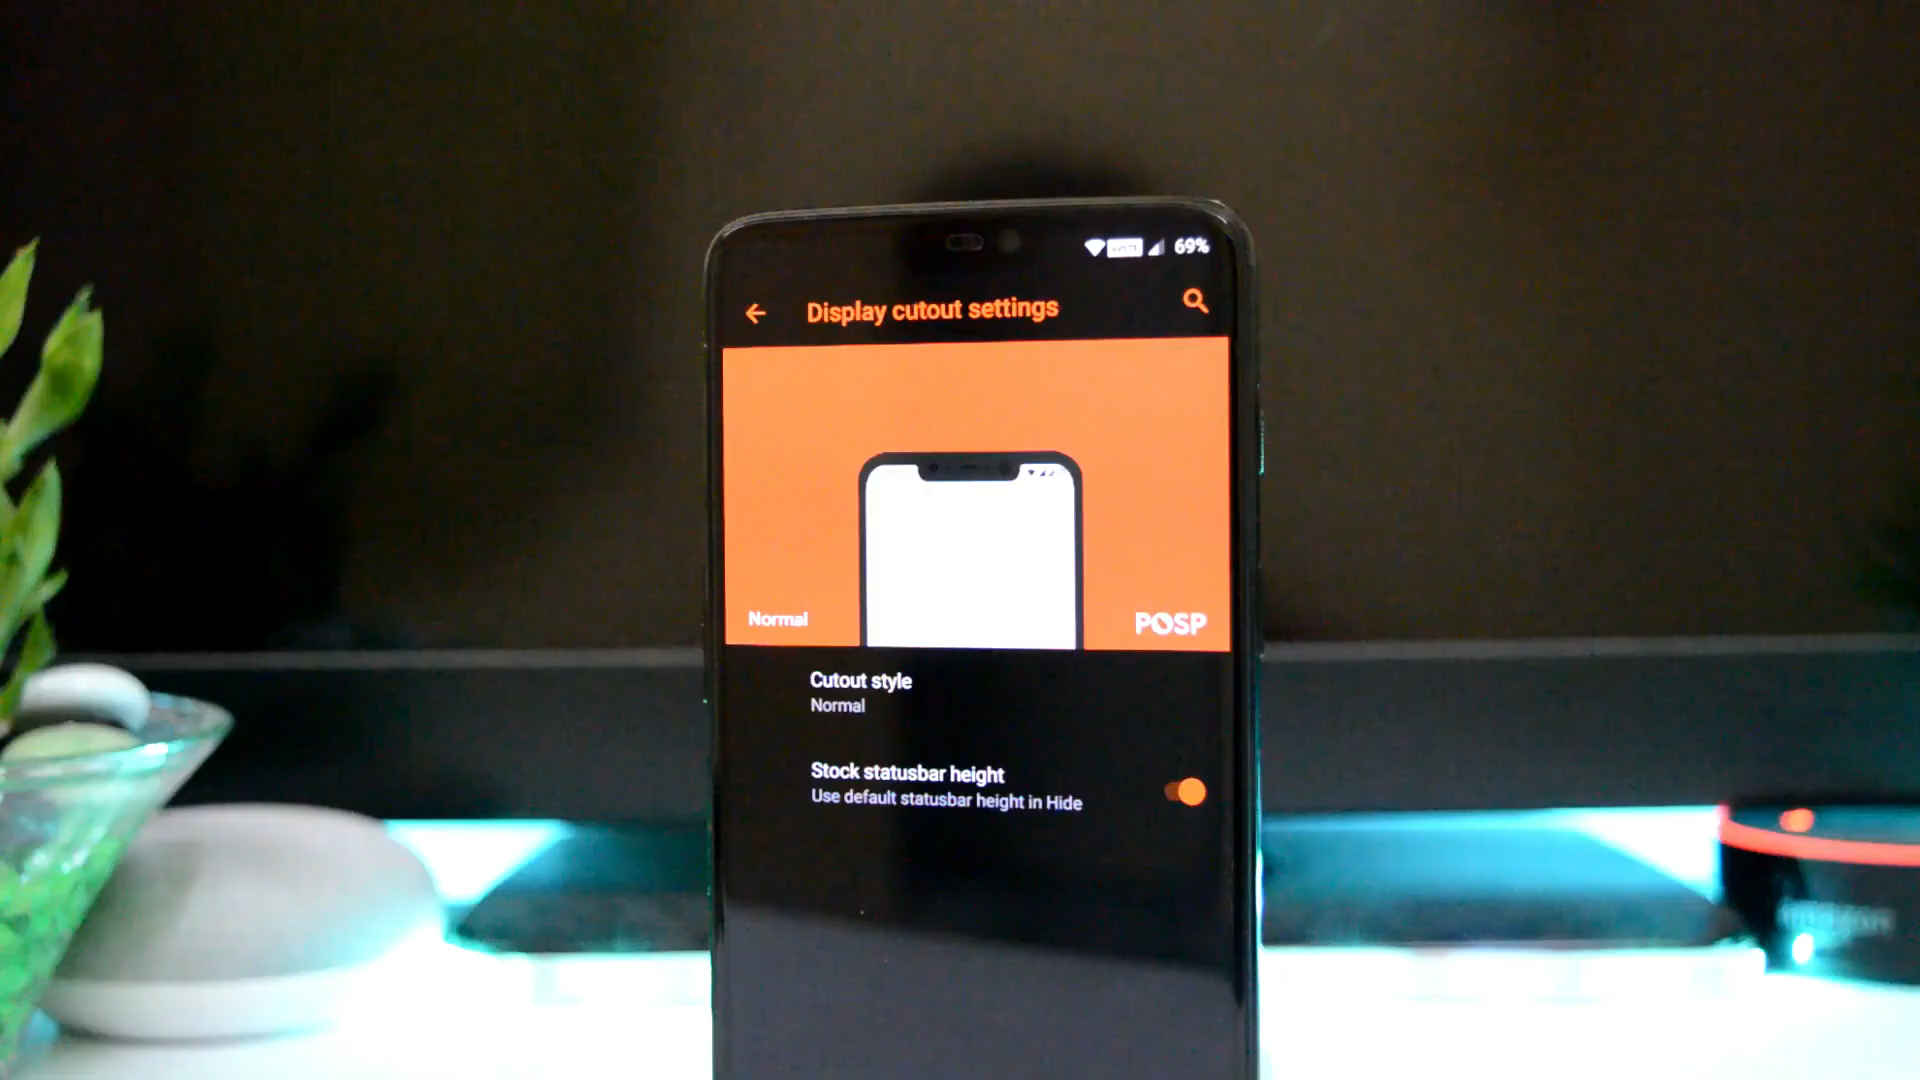 69%
Display cutout settings
Normal
POSP
Cutout style
Normal
Stock statusbar height
Use default statusbar height in Hide